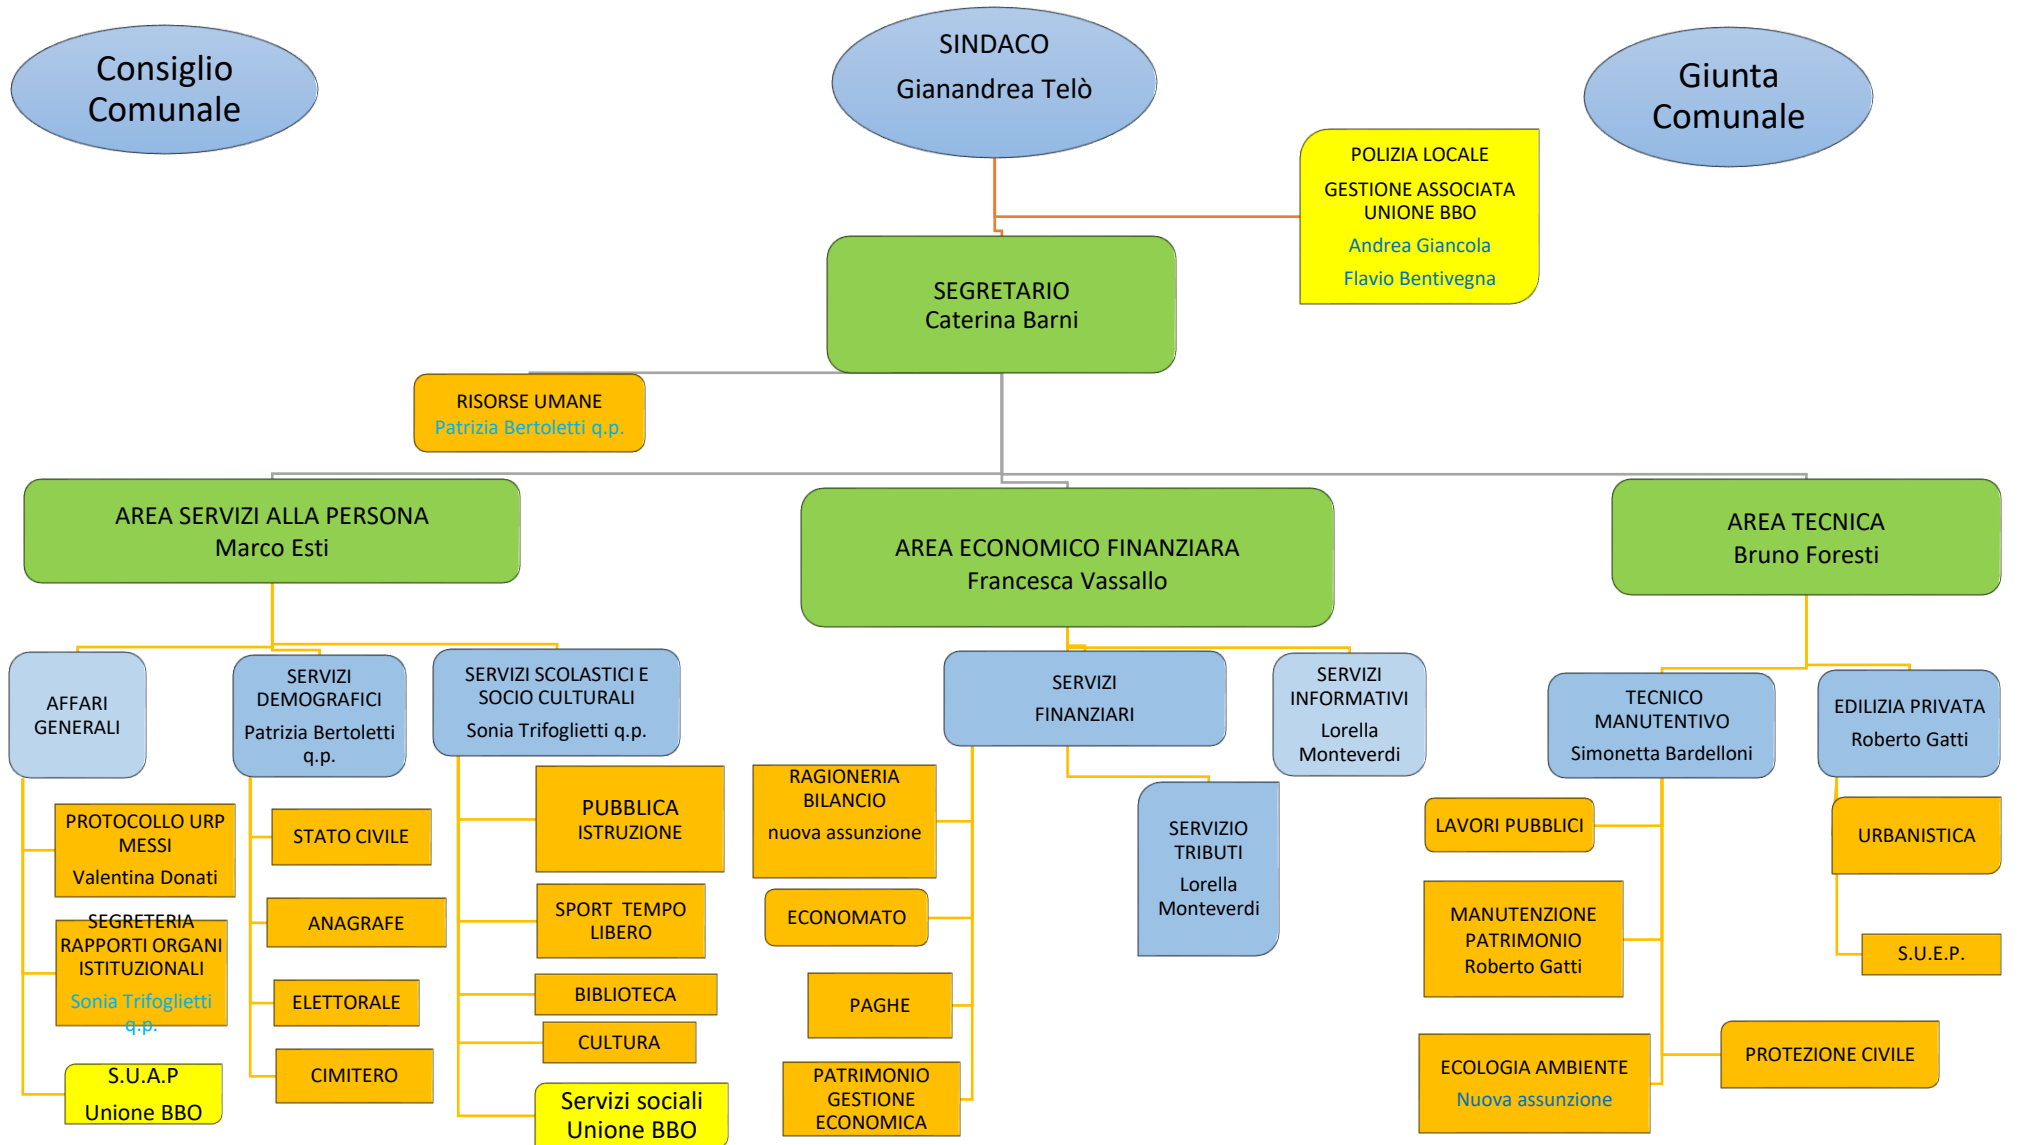 Consiglio
Comunale
SINDACO
Gianandrea Telò
Giunta
Comunale
POLIZIA LOCALE
GESTIONE ASSOCIATA
UNIONE BBO
Andrea Giancola
Flavio Bentivegna
SEGRETARIO
Caterina Barni
RISORSE UMANE
Patrizia Bertoletti q.p.
AREA SERVIZI ALLA PERSONA
Marco Esti
AREA ECONOMICO FINANZIARA
Francesca Vassallo
AREA TECNICA
Bruno Foresti
AFFARI
GENERALI
SERVIZI
DEMOGRAFICI
Patrizia Bertoletti
q.p.
SERVIZI SCOLASTICI E
SOCIO CULTURALI
Sonia Trifoglietti q.p.
SERVIZI
FINANZIARI
SERVIZI
INFORMATIVI
Lorella
Monteverdi
TECNICO
MANUTENTIVO
Simonetta Bardelloni
EDILIZIA PRIVATA
Roberto Gatti
PROTOCOLLO URP
MESSI
Valentina Donati
SEGRETERIA
RAPPORTI ORGANI
ISTITUZIONALI
Sonia Trifoglietti
q.p.
S.U.A.P
Unione BBO
STATO CIVILE
ANAGRAFE
ELETTORALE
CIMITERO
PUBBLICA
ISTRUZIONE
SPORT  TEMPO
LIBERO
BIBLIOTECA
CULTURA
Servizi sociali
Unione BBO
RAGIONERIA
BILANCIO
nuova assunzione
ECONOMATO
PAGHE
PATRIMONIO
GESTIONE
ECONOMICA
SERVIZIO
TRIBUTI
Lorella
Monteverdi
LAVORI PUBBLICI
MANUTENZIONE
PATRIMONIO
Roberto Gatti
ECOLOGIA AMBIENTE
Nuova assunzione
PROTEZIONE CIVILE
URBANISTICA
S.U.E.P.